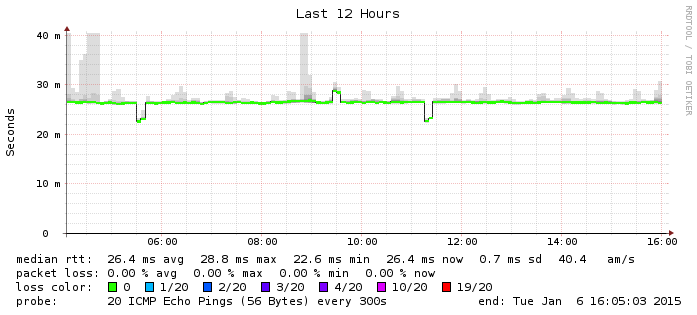 Last 12 Hours
RRDTOOL / TOBI OETIKER
Seconds
40 m
30 m
20 m
10 m
0
06:00 08:00 10:00 12:00 14:00 16:00
median rtt: 26.4 ms avg 28.8 ms max 22.6 ms min 26.4 ms now 0.7 ms sd 40.4 am/s
packet loss: 0.00 % avg 0.00 % max 0.00 % min 0.00 % now
loss color: 0 1/20 2/20 3/20 4/20 10/20 19/20
probe: 20 ICMP Echo Pings (56 Bytes) every 300s end: Tue Jan 6 16:05:03 2015